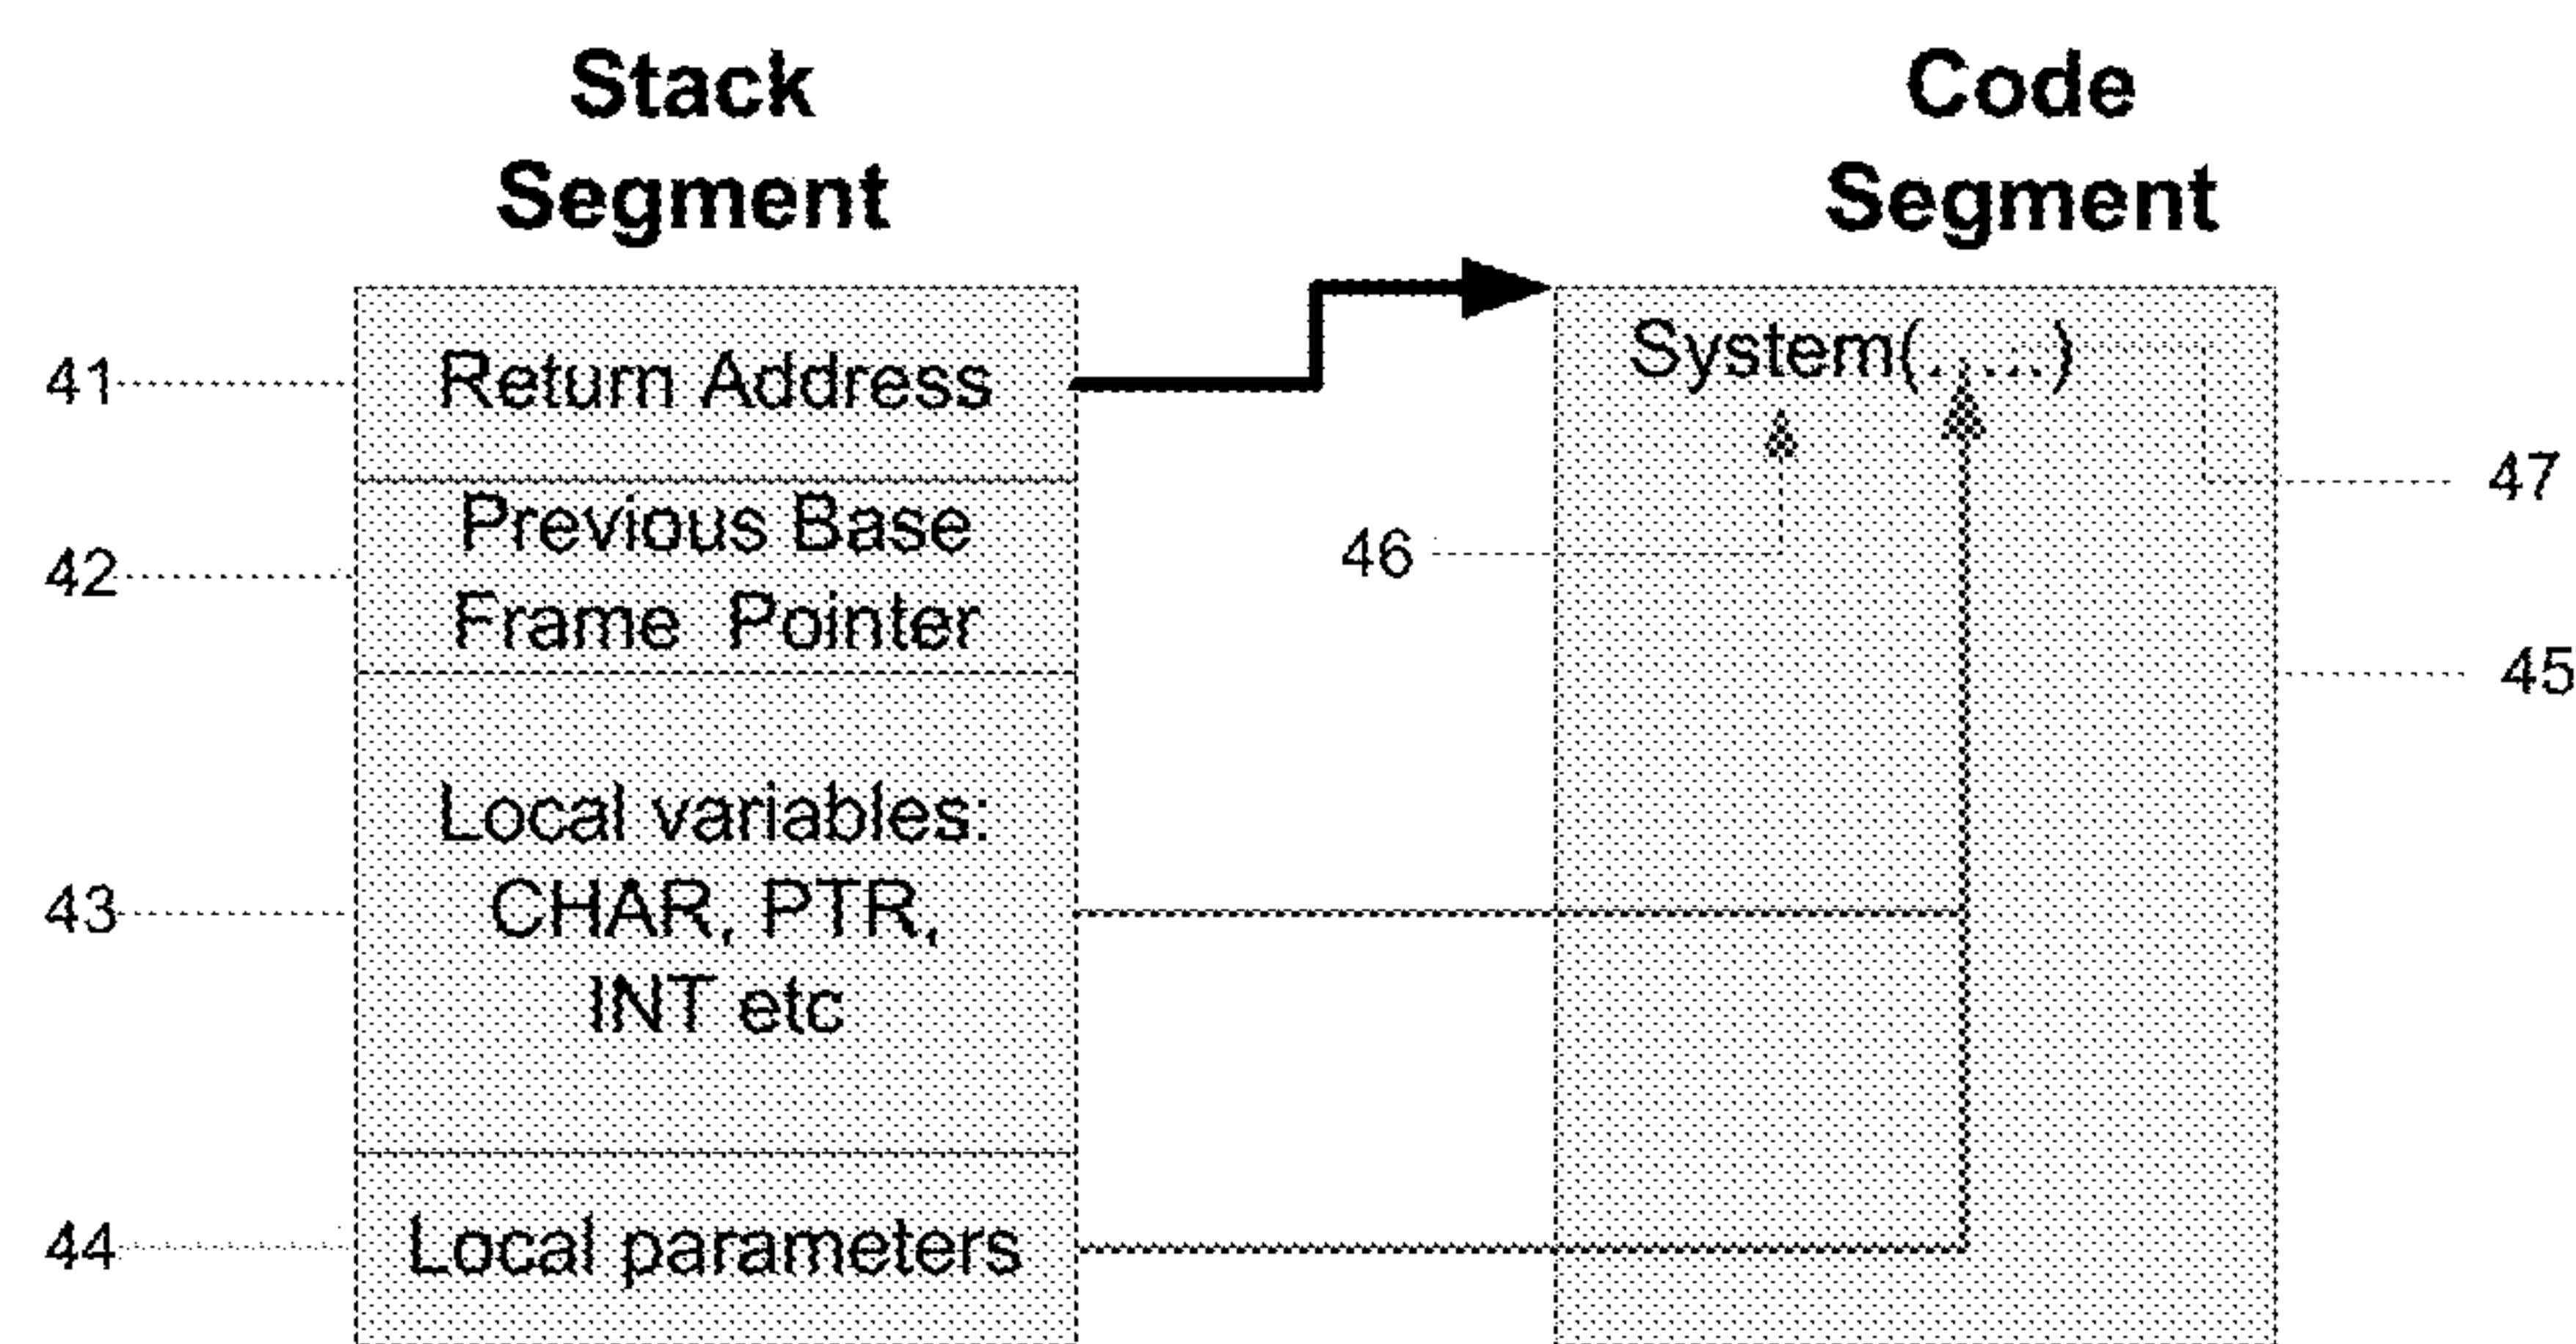 Stack
Segment
Code
Segment
41
Return Address
System(......)
42
Previous Base
Frame Pointer
46
47
45
43
Local variables:
CHAR, PTR,
INT etc
44
Local parameters